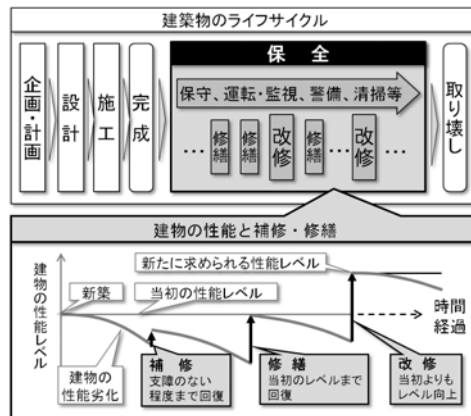 建築物のライフサイクル
企画・計画
設計
施工
完成
保 全
保守、運転・監視、警備、清掃等
…
修繕
修繕
改修
修繕
…
改修
…
取り壊し
建物の性能と補修・修繕
建物の性能レベル
新たに求められる性能レベル
新築
当初の性能レベル
時間
経過
建物の
性能劣化
補 修
支障のない
程度まで回復
修 繕
当初のレベルまで
回復
改 修
当初よりも
レベル向上